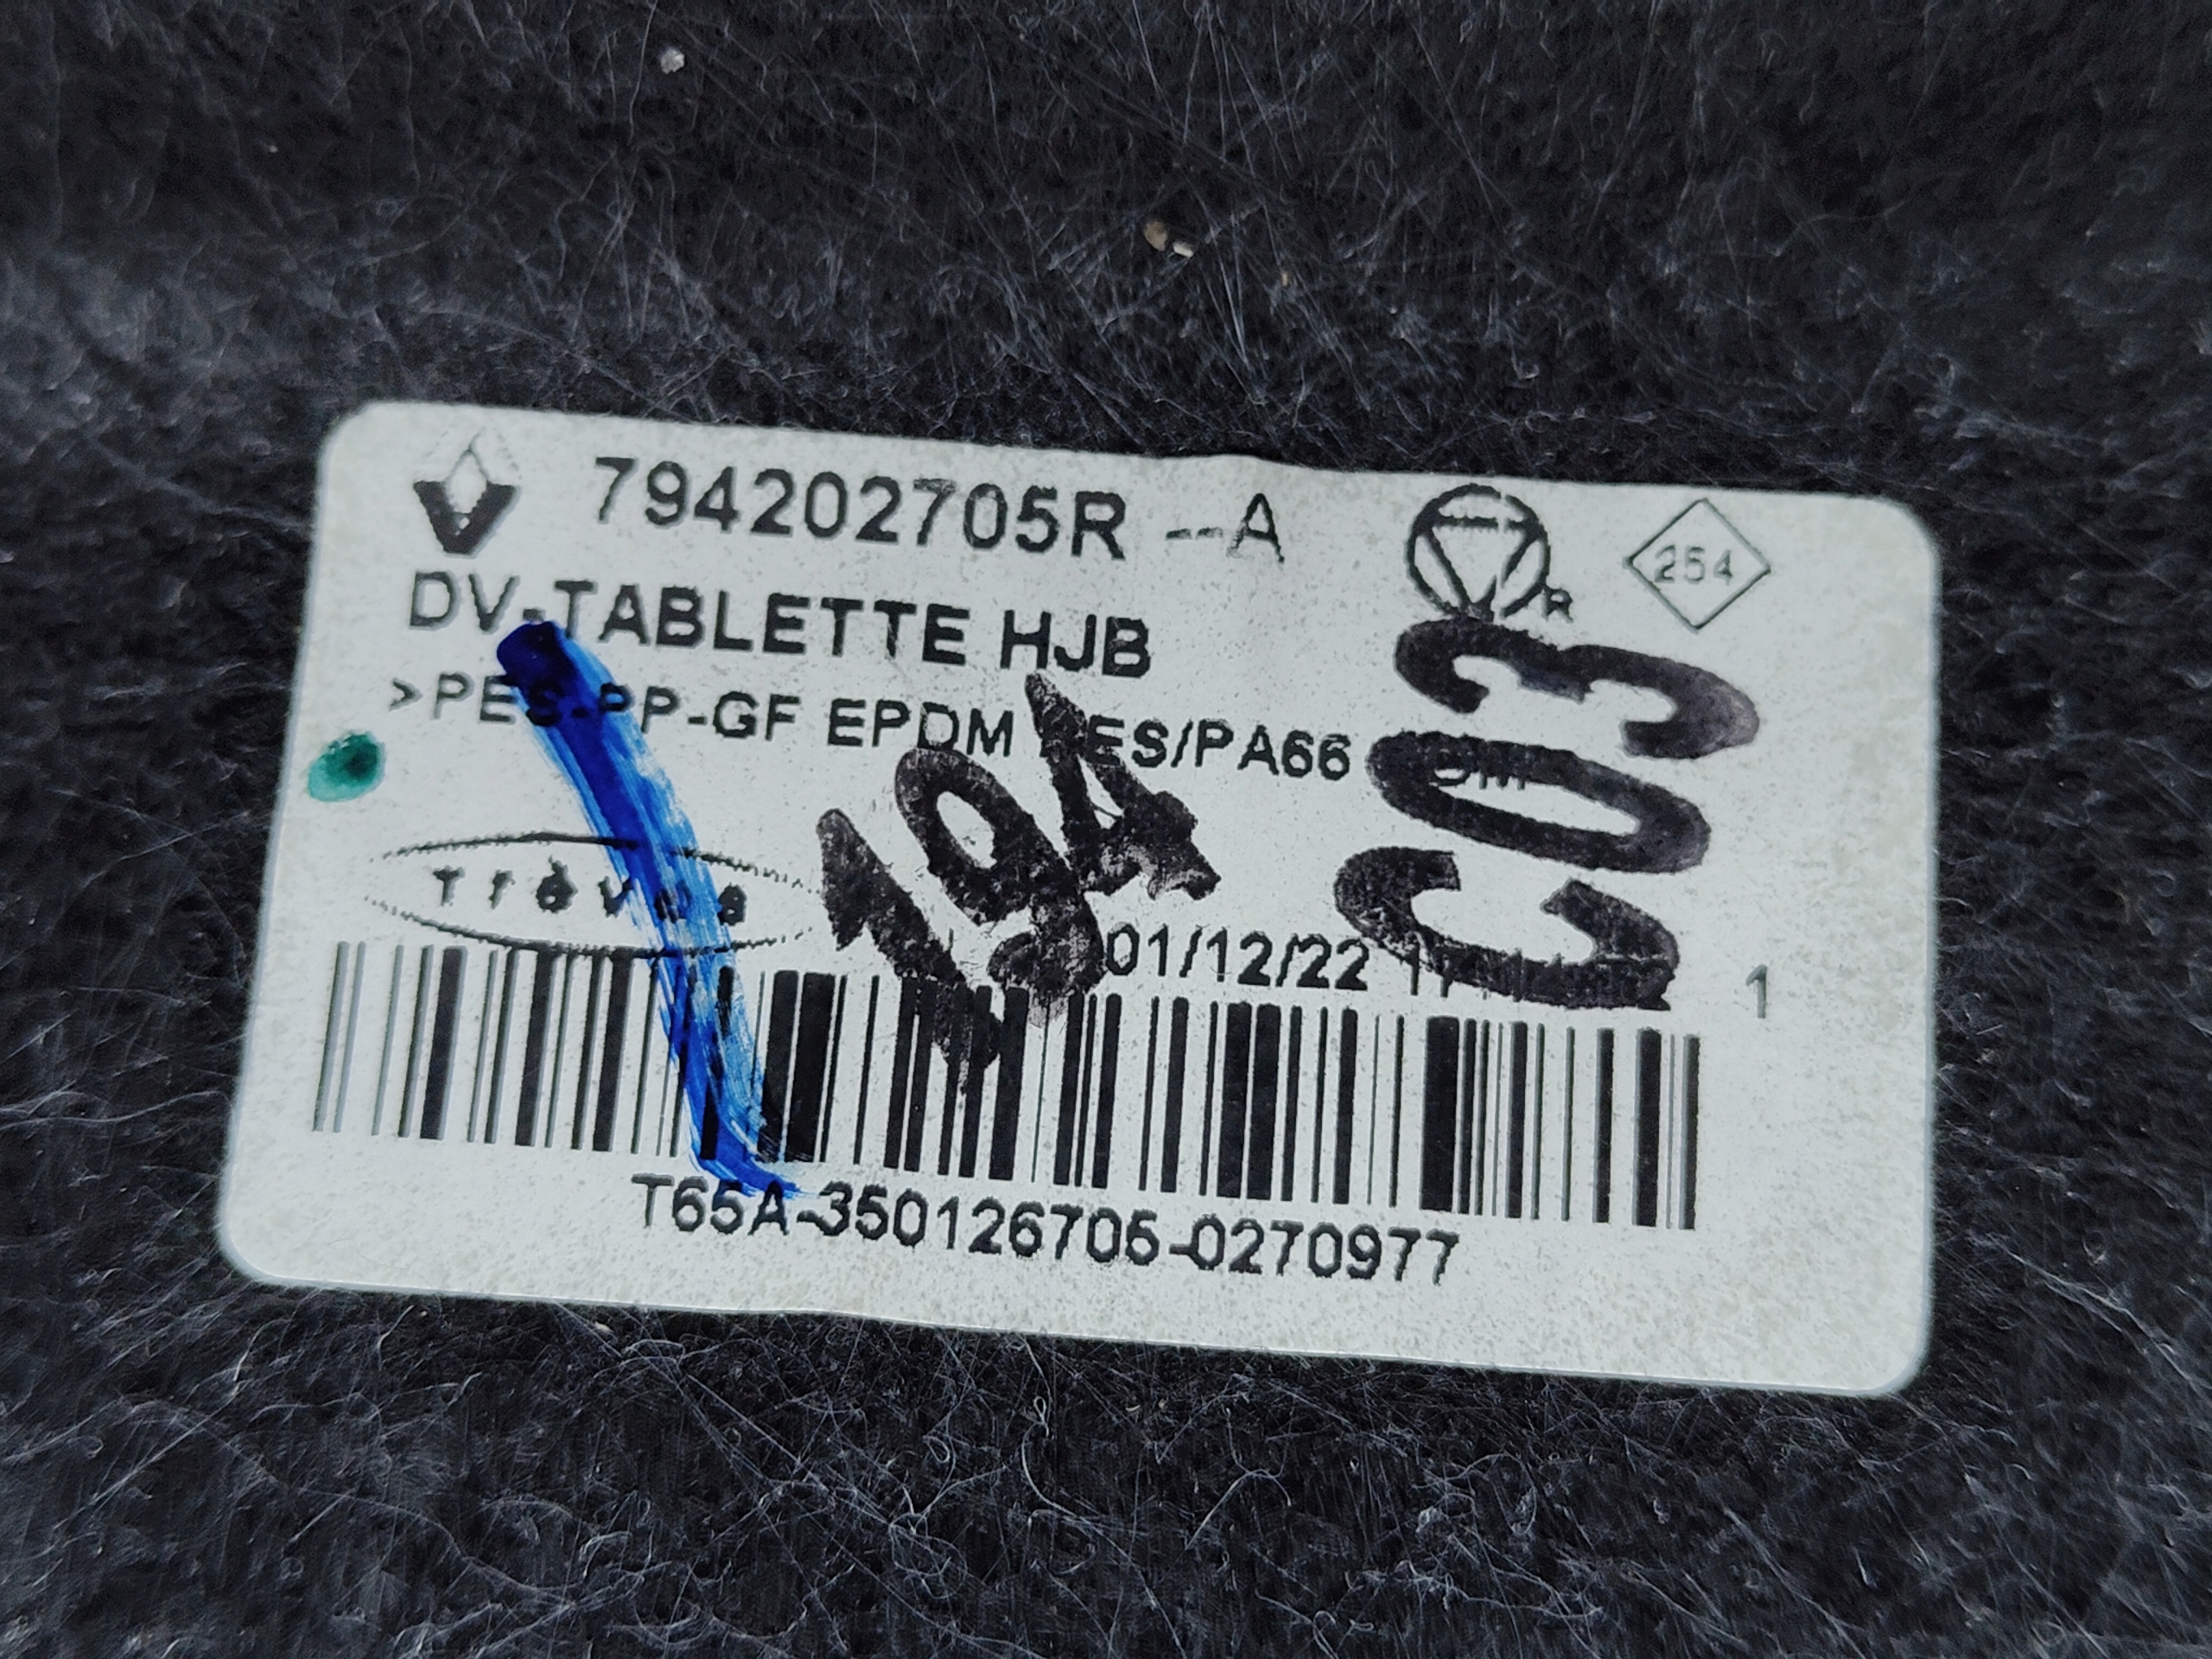 794202705R --A
R
254
DV-TABLETTE HJB
>PES-PP-GF EPDM PES/PA66
C03
194
Trèves
01/12/22
1
T65A-350126705-0270977